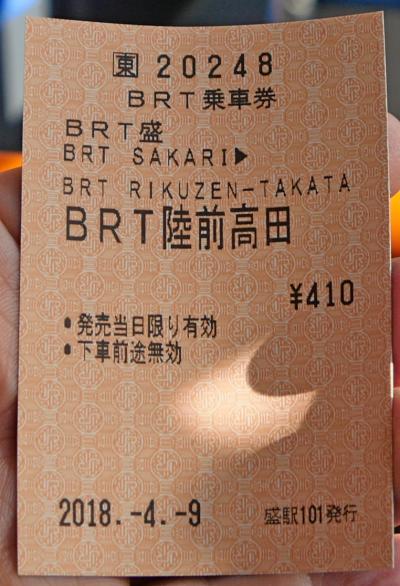 東 20248
BRT乗車券
BRT盛
BRT SAKARI▶
BRT RIKUZEN-TAKATA
BRT陸前高田
¥410
•発売当日限り有効
•下車前途無効
2018.-4.-9 盛駅101発行